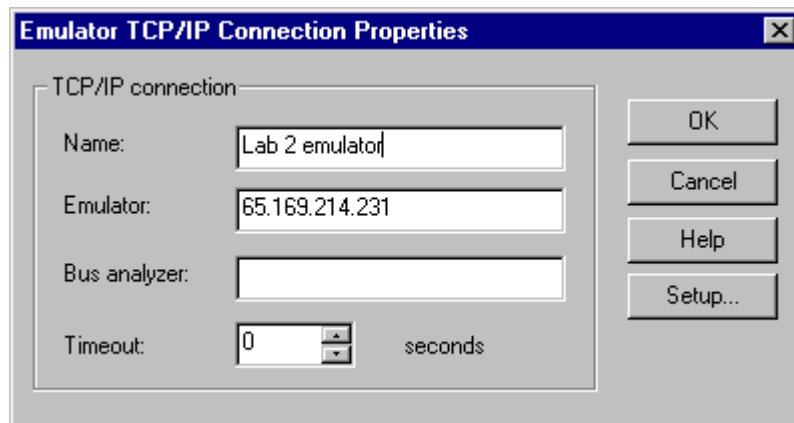 Emulator TCP/IP Connection Properties
TCP/IP connection
Name: Lab 2 emulator
Emulator: 65.169.214.231
Bus analyzer:
Timeout: 0 seconds
OK
Cancel
Help
Setup...